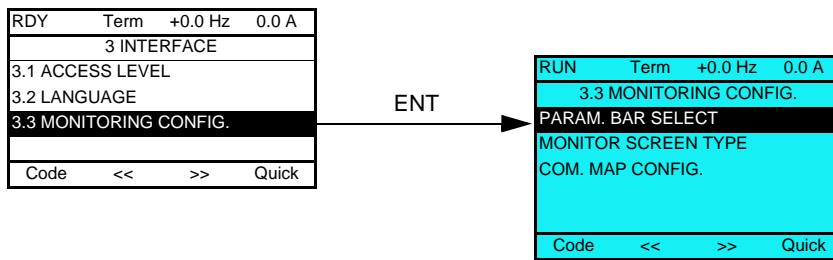 RDY Term +0.0 Hz 0.0 A
3 INTERFACE
3.1 ACCESS LEVEL
3.2 LANGUAGE
3.3 MONITORING CONFIG.
Code << >> Quick
ENT
RUN Term +0.0 Hz 0.0 A
3.3 MONITORING CONFIG.
PARAM. BAR SELECT
MONITOR SCREEN TYPE
COM. MAP CONFIG.
Code << >> Quick